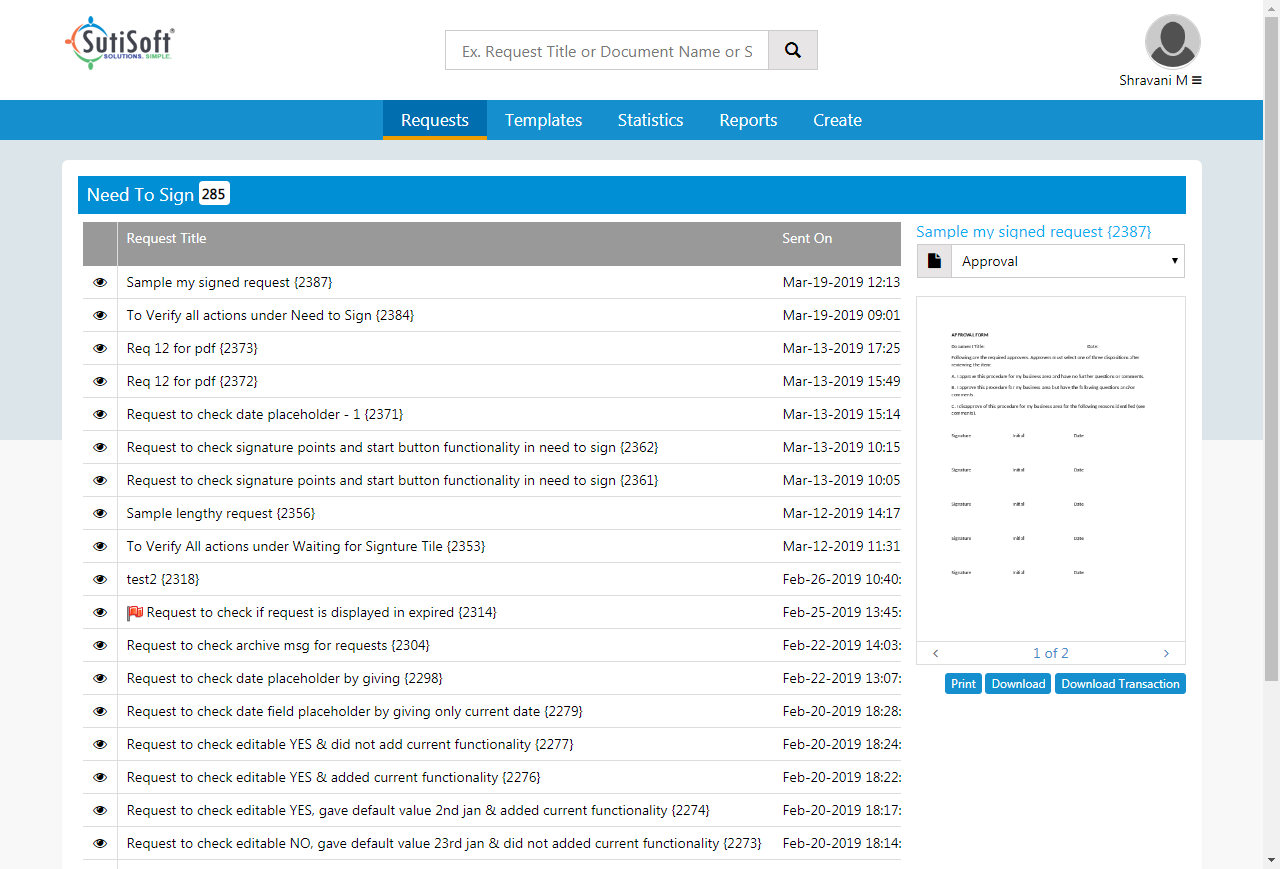 SutiSoft®
SOLUTIONS. SIMPLE.
Ex. Request Title or Document Name or S
Shravani M
Requests Templates Statistics Reports Create
Need To Sign 285
Request Title Sent On
Sample my signed request {2387} Mar-19-2019 12:13
To Verify all actions under Need to Sign {2384} Mar-19-2019 09:01
Req 12 for pdf {2373} Mar-13-2019 17:25
Req 12 for pdf {2372} Mar-13-2019 15:49
Request to check date placeholder - 1 {2371} Mar-13-2019 15:14
Request to check signature points and start button functionality in need to sign {2362} Mar-13-2019 10:15
Request to check signature points and start button functionality in need to sign {2361} Mar-13-2019 10:05
Sample lengthy request {2356} Mar-12-2019 14:17
To Verify All actions under Waiting for Signture Tile {2353} Mar-12-2019 11:31
test2 {2318} Feb-26-2019 10:40:
Request to check if request is displayed in expired {2314} Feb-25-2019 13:45:
Request to check archive msg for requests {2304} Feb-22-2019 14:03:
Request to check date placeholder by giving {2298} Feb-22-2019 13:07:
Request to check date field placeholder by giving only current date {2279} Feb-20-2019 18:28:
Request to check editable YES & did not add current functionality {2277} Feb-20-2019 18:24:
Request to check editable YES & added current functionality {2276} Feb-20-2019 18:22:
Request to check editable YES, gave default value 2nd jan & added current functionality {2274} Feb-20-2019 18:17:
Request to check editable NO, gave default value 23rd jan & did not added current functionality {2273} Feb-20-2019 18:14:
Sample my signed request {2387}
Approval
APPROVAL FORM
Document Title: Date:
Following are the required approvers. Approvers must select one of three dispositions after
reviewing the item:
A. I approve this procedure for my business area and have no further questions or comments.
B. I approve this procedure for my business area but have the following questions and/or
comments.
C. I disapprove of this procedure for my business area for the following reasons identified (see
comments).
Signature Initial Date
Signature Initial Date
Signature Initial Date
Signature Initial Date
Signature Initial Date
1 of 2
Print Download Download Transaction